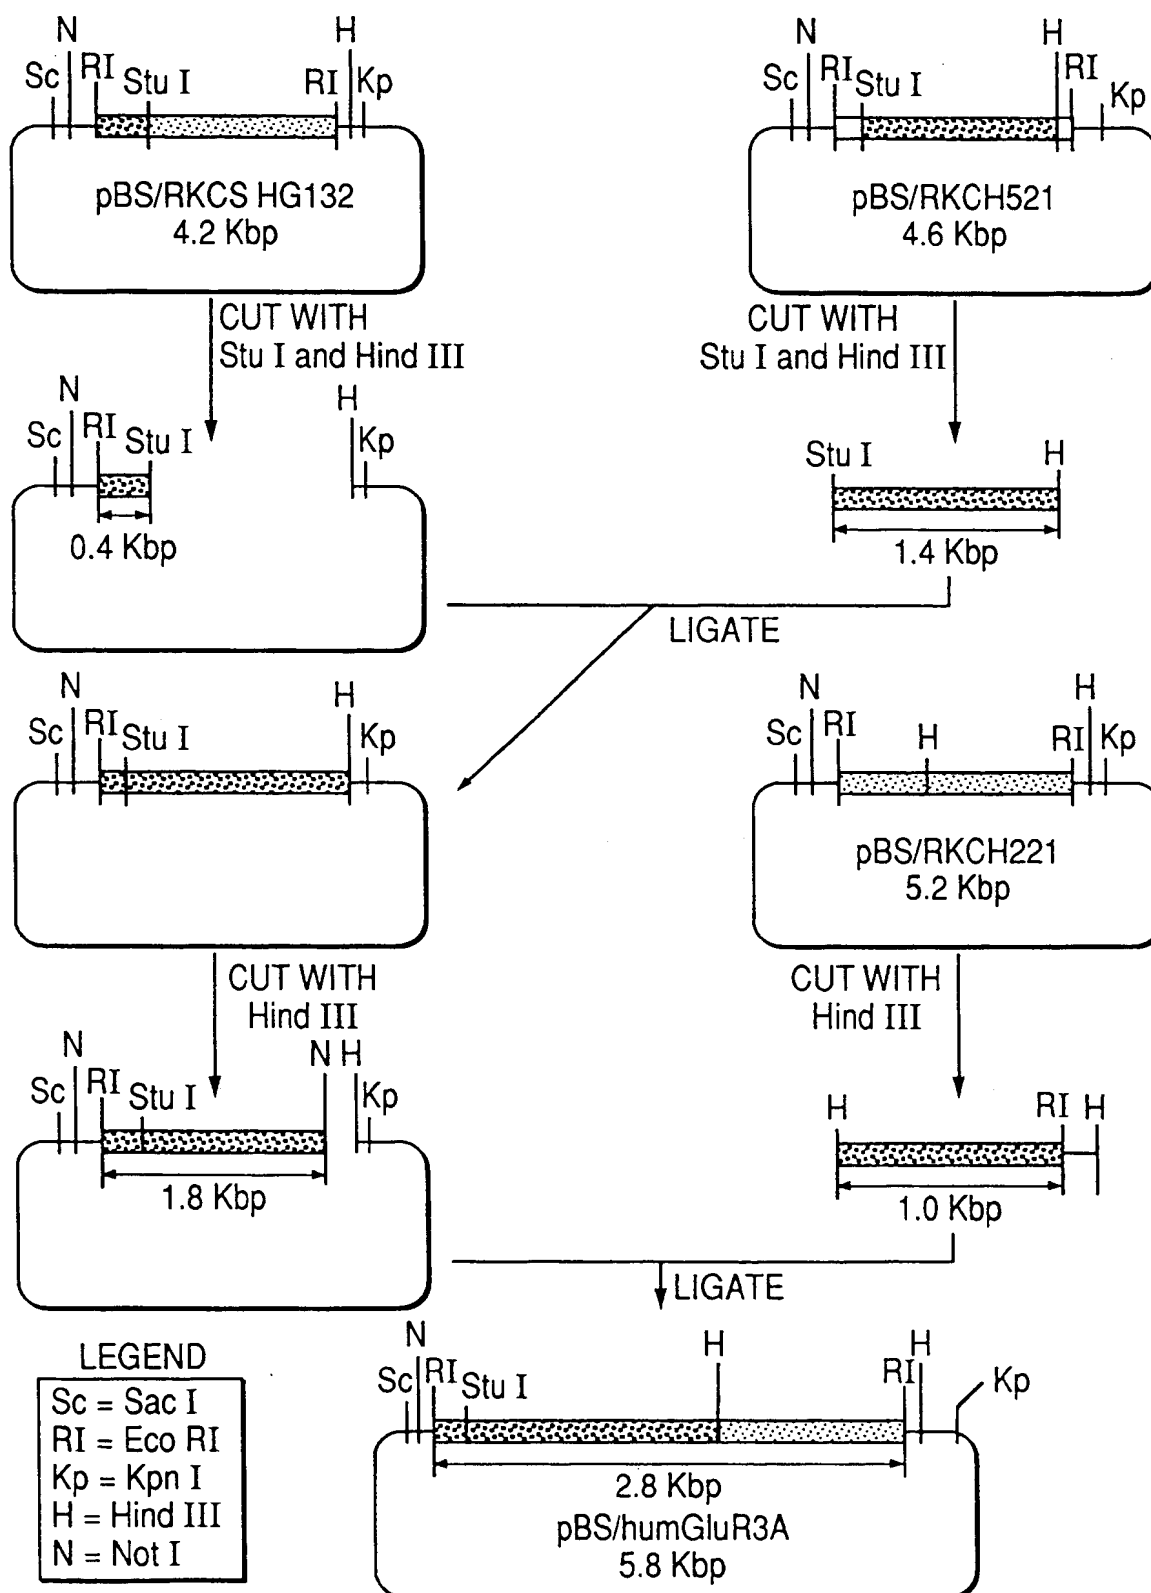 N
H
Sc
RI
Stu I
RI
Kp
pBS/RKCS HG132
4.2 Kbp
N
H
Sc
RI
Stu I
RI
Kp
pBS/RKCH521
4.6 Kbp
CUT WITH
Stu I and Hind III
CUT WITH
Stu I and Hind III
N
H
Sc
RI
Stu I
Kp
0.4 Kbp
Stu I
H
1.4 Kbp
LIGATE
N
H
Sc
RI
Stu I
Kp
N
H
Sc
RI
H
RI
Kp
pBS/RKCH221
5.2 Kbp
CUT WITH
Hind III
CUT WITH
Hind III
N
N H
Sc
RI
Stu I
Kp
1.8 Kbp
H
RI
H
1.0 Kbp
LIGATE
LEGEND
Sc = Sac I
RI = Eco RI
Kp = Kpn I
H = Hind III
N = Not I
N
H
H
Sc
RI
Stu I
RI
Kp
2.8 Kbp
pBS/humGluR3A
5.8 Kbp